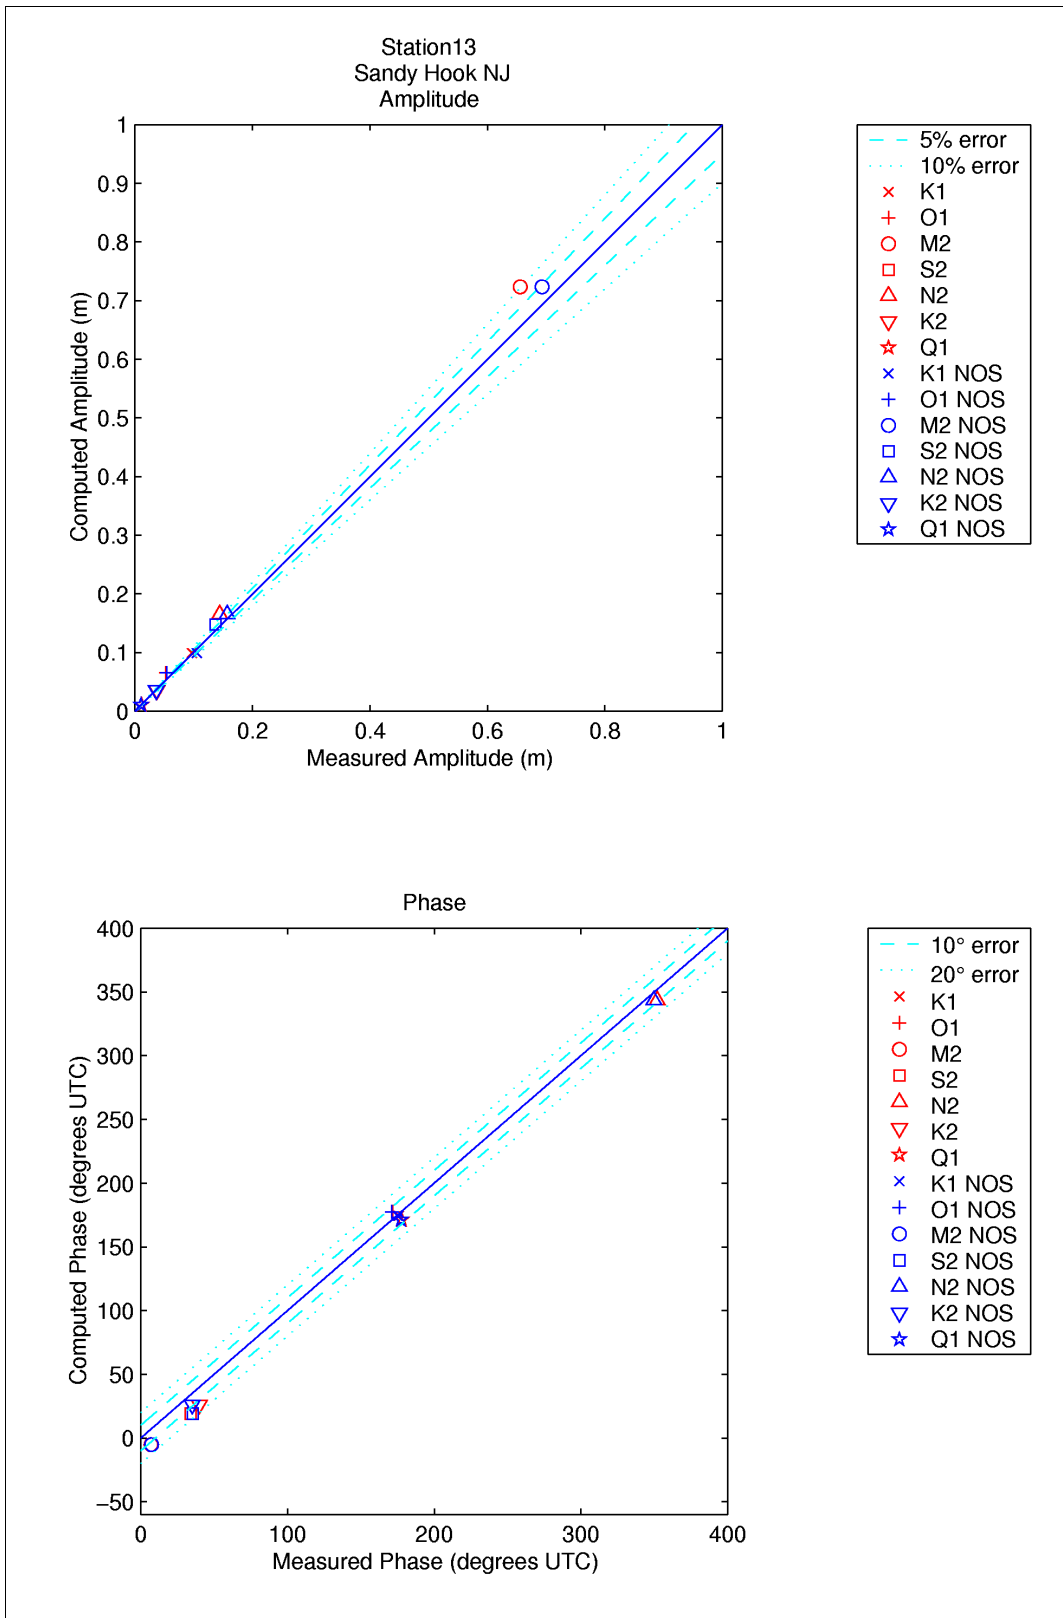 Station13
Sandy Hook NJ
Amplitude
1
0.9
0.8
0.7
0.6
0.5
0.4
0.3
0.2
0.1
0
Computed Amplitude (m)
0 0.2 0.4 0.6 0.8 1
Measured Amplitude (m)
5% error
10% error
K1
O1
M2
S2
N2
K2
Q1
K1 NOS
O1 NOS
M2 NOS
S2 NOS
N2 NOS
K2 NOS
Q1 NOS
Phase
400
350
300
250
200
150
100
50
0
−50
Computed Phase (degrees UTC)
0 100 200 300 400
Measured Phase (degrees UTC)
10° error
20° error
K1
O1
M2
S2
N2
K2
Q1
K1 NOS
O1 NOS
M2 NOS
S2 NOS
N2 NOS
K2 NOS
Q1 NOS